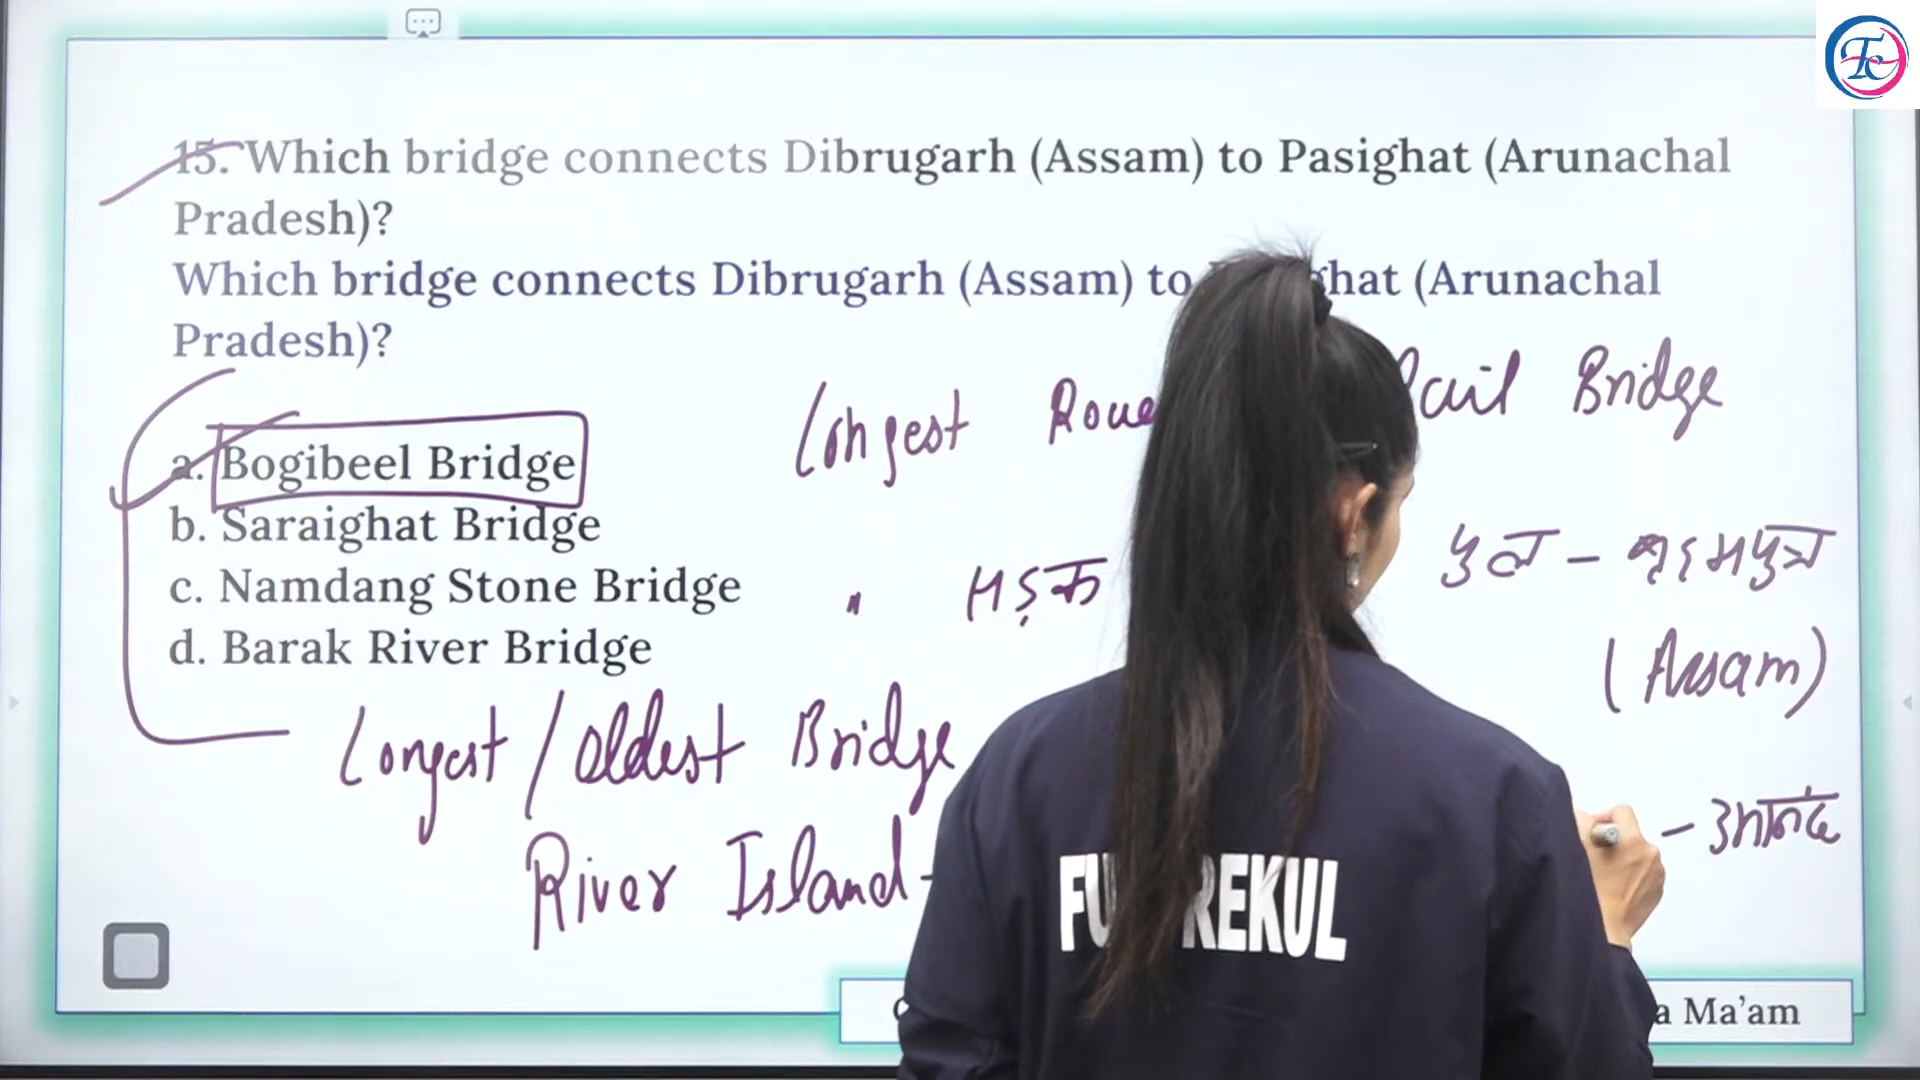 15. Which bridge connects Dibrugarh (Assam) to Pasighat (Arunachal
Pradesh)?
Which bridge connects Dibrugarh (Assam) to hat (Arunachal
Pradesh)?
Longest Bridge
a. Bogibeel Bridge
b. Saraighat Bridge
सड़क पुल -
c. Namdang Stone Bridge
d. Barak River Bridge
(Assam)
Longest / Oldest Bridge
River Island -
FU REKUL
a Ma'am
Tc